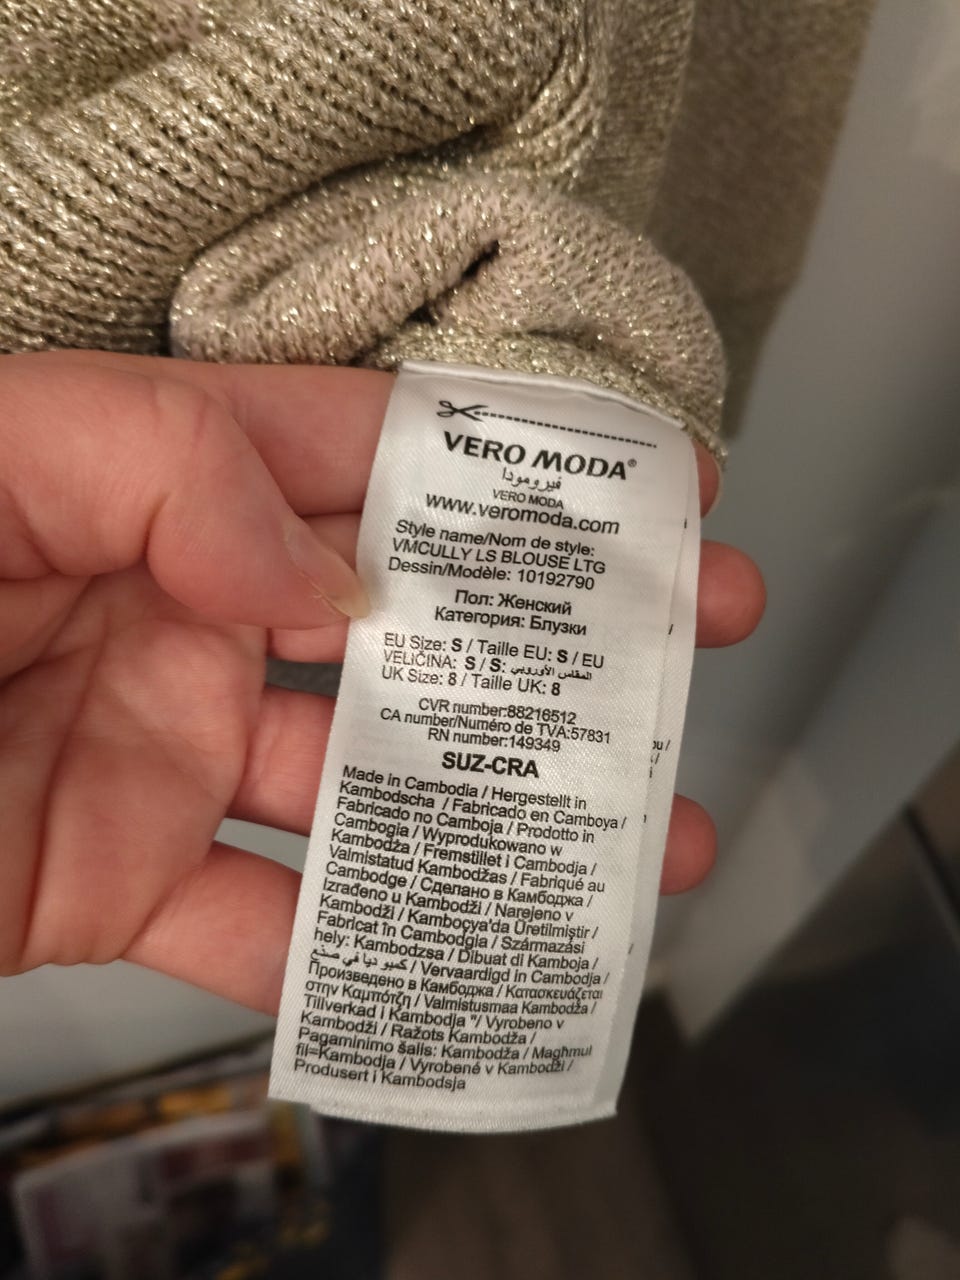 VERO MODA®
فيرومودا
VERO MODA
www.veromoda.com
Style name/Nom de style:
VMCULLY LS BLOUSE LTG
Dessin/Modèle: 10192790
Пол: Женский
Категория: Блузки
EU Size: S / Taille EU: S / EU
VELIČINA: S / S: المقاس الأوروبي
UK Size: 8 / Taille UK: 8
CVR number:88216512
CA number/Numéro de TVA:57831
RN number:149349
SUZ-CRA
Made in Cambodia / Hergestellt in
Kambodscha / Fabricado en Camboya /
Fabricado no Camboja / Prodotto in
Cambogia / Wyprodukowano w
Kambodża / Fremstillet i Cambodja /
Valmistatud Kambodžas / Fabriqué au
Cambodge / Сделано в Камбоджа /
Izrađeno u Kambodži / Narejeno v
Kambodži / Kamboçya'da Üretilmiştir /
Fabricat în Cambodgia / Származási
hely: Kambodzsa / Dibuat di Kamboja /
كمبوديا في صنع / Vervaardigd in Cambodja /
Произведено в Камбоджа / Κατασκευάζεται
στην Καμπότζη / Valmistusmaa Kambodža /
Tillverkad i Kambodja "/ Vyrobeno v
Kambodži / Ražots Kambodža /
Pagaminimo šalis: Kambodža / Magħmul
fil=Kambodja / Vyrobené v Kambodži /
Produsert i Kambodsja